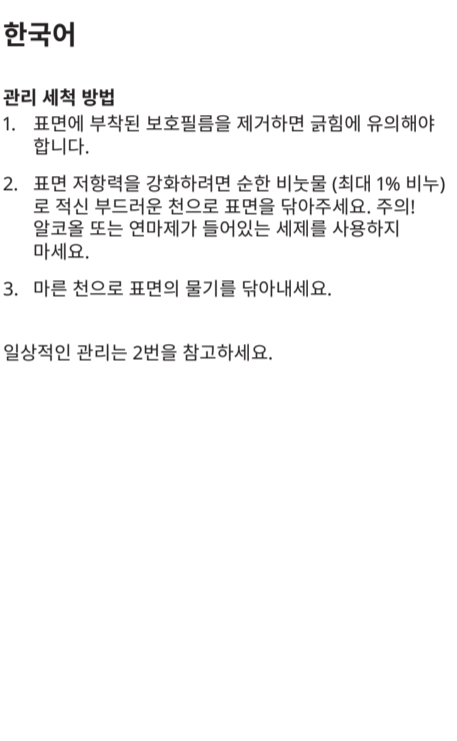 한국어
관리 세척 방법
1. 표면에 부착된 보호필름을 제거하면 긁힘에 유의해야
합니다.
2. 표면 저항력을 강화하려면 순한 비눗물 (최대 1% 비누)
로 적신 부드러운 천으로 표면을 닦아주세요. 주의!
알코올 또는 연마제가 들어있는 세제를 사용하지
마세요.
3. 마른 천으로 표면의 물기를 닦아내세요.
일상적인 관리는 2번을 참고하세요.